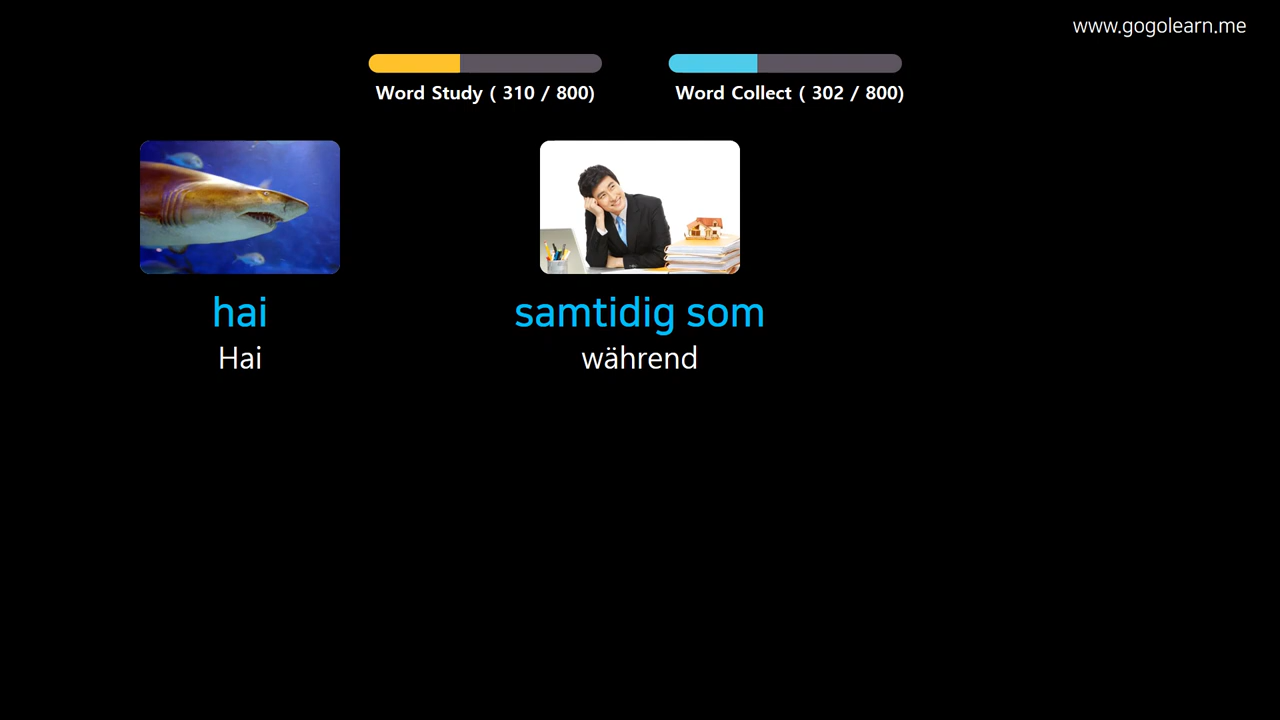 www.gogolearn.me
Word Study ( 310 / 800)
Word Collect ( 302 / 800)
hai
Hai
samtidig som
während